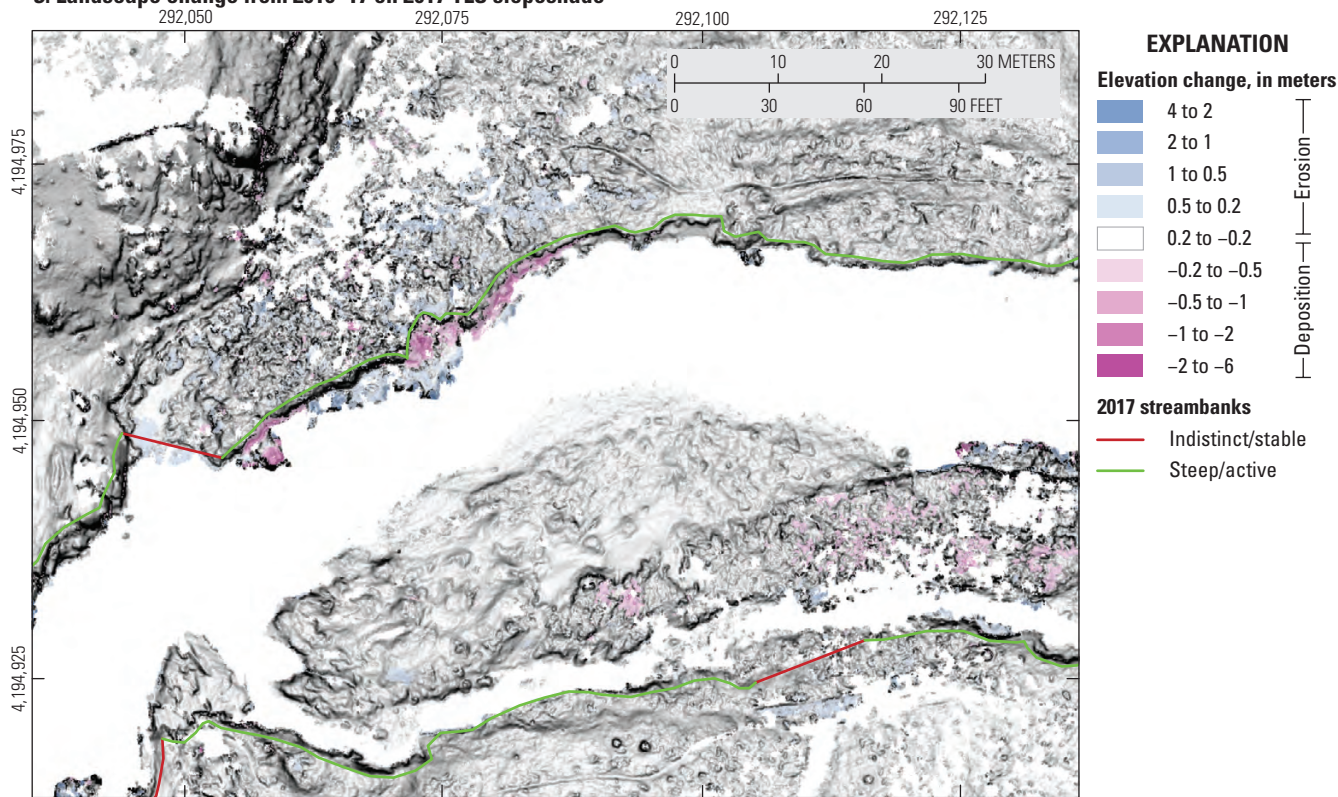 292,050 292,075 292,100 292,125
0 10 20 30 METERS
0 30 60 90 FEET
4,194,975
4,194,950
4,194,925
EXPLANATION
Elevation change, in meters
4 to 2
2 to 1
1 to 0.5
0.5 to 0.2
0.2 to −0.2
−0.2 to −0.5
−0.5 to −1
−1 to −2
−2 to −6
Erosion
Deposition
2017 streambanks
Indistinct/stable
Steep/active